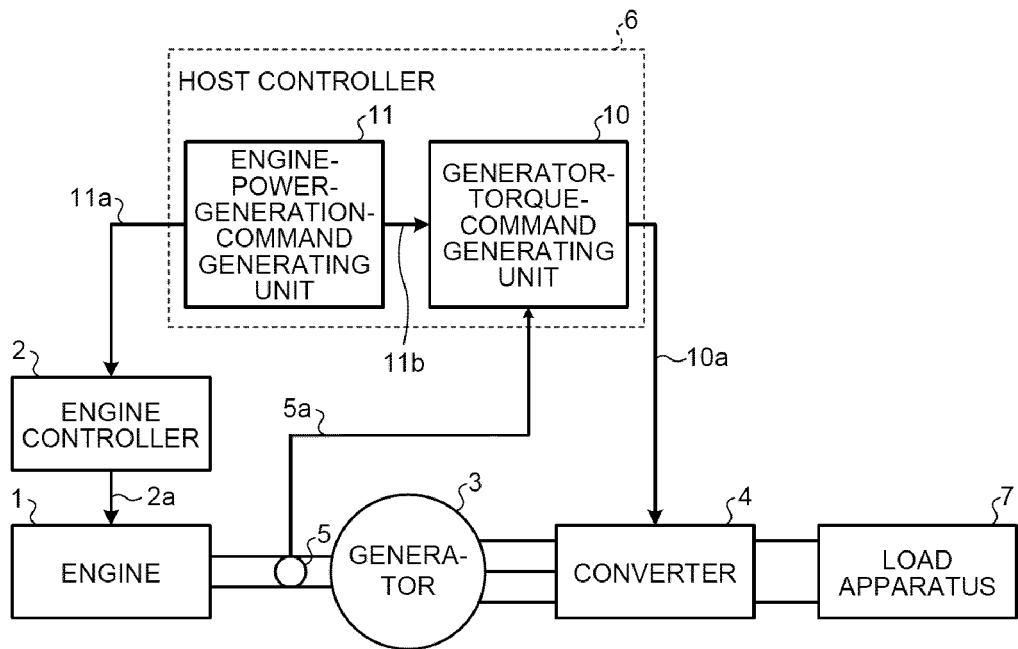 6
HOST CONTROLLER
11
10
ENGINE-
POWER-
GENERATION-
COMMAND
GENERATING
UNIT
GENERATOR-
TORQUE-
COMMAND
GENERATING
UNIT
11a
11b
10a
2
ENGINE
CONTROLLER
5a
2a
1
ENGINE
5
3
GENERA-
TOR
4
CONVERTER
7
LOAD
APPARATUS